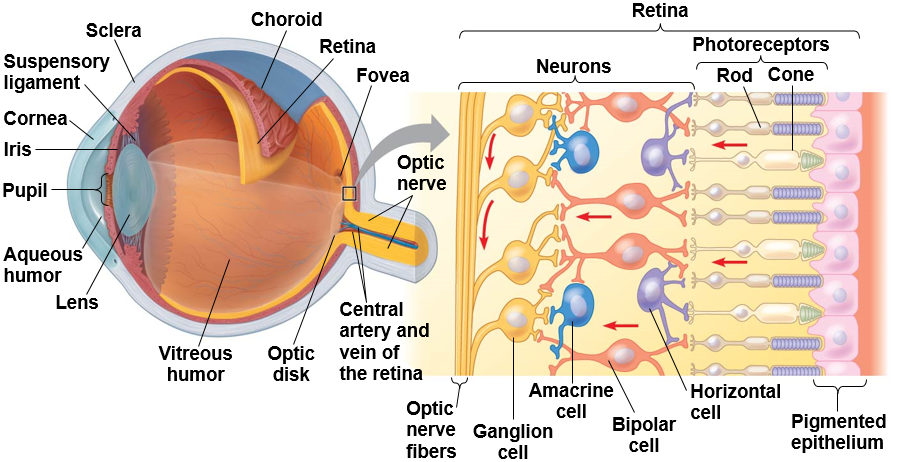 Sclera
Choroid
Retina
Suspensory
ligament
Fovea
Cornea
Iris
Pupil
Optic
nerve
Aqueous
humor
Lens
Vitreous
humor
Optic
disk
Central
artery and
vein of
the retina
Retina
Photoreceptors
Neurons
Rod
Cone
Optic
nerve
fibers
Ganglion
cell
Amacrine
cell
Bipolar
cell
Horizontal
cell
Pigmented
epithelium